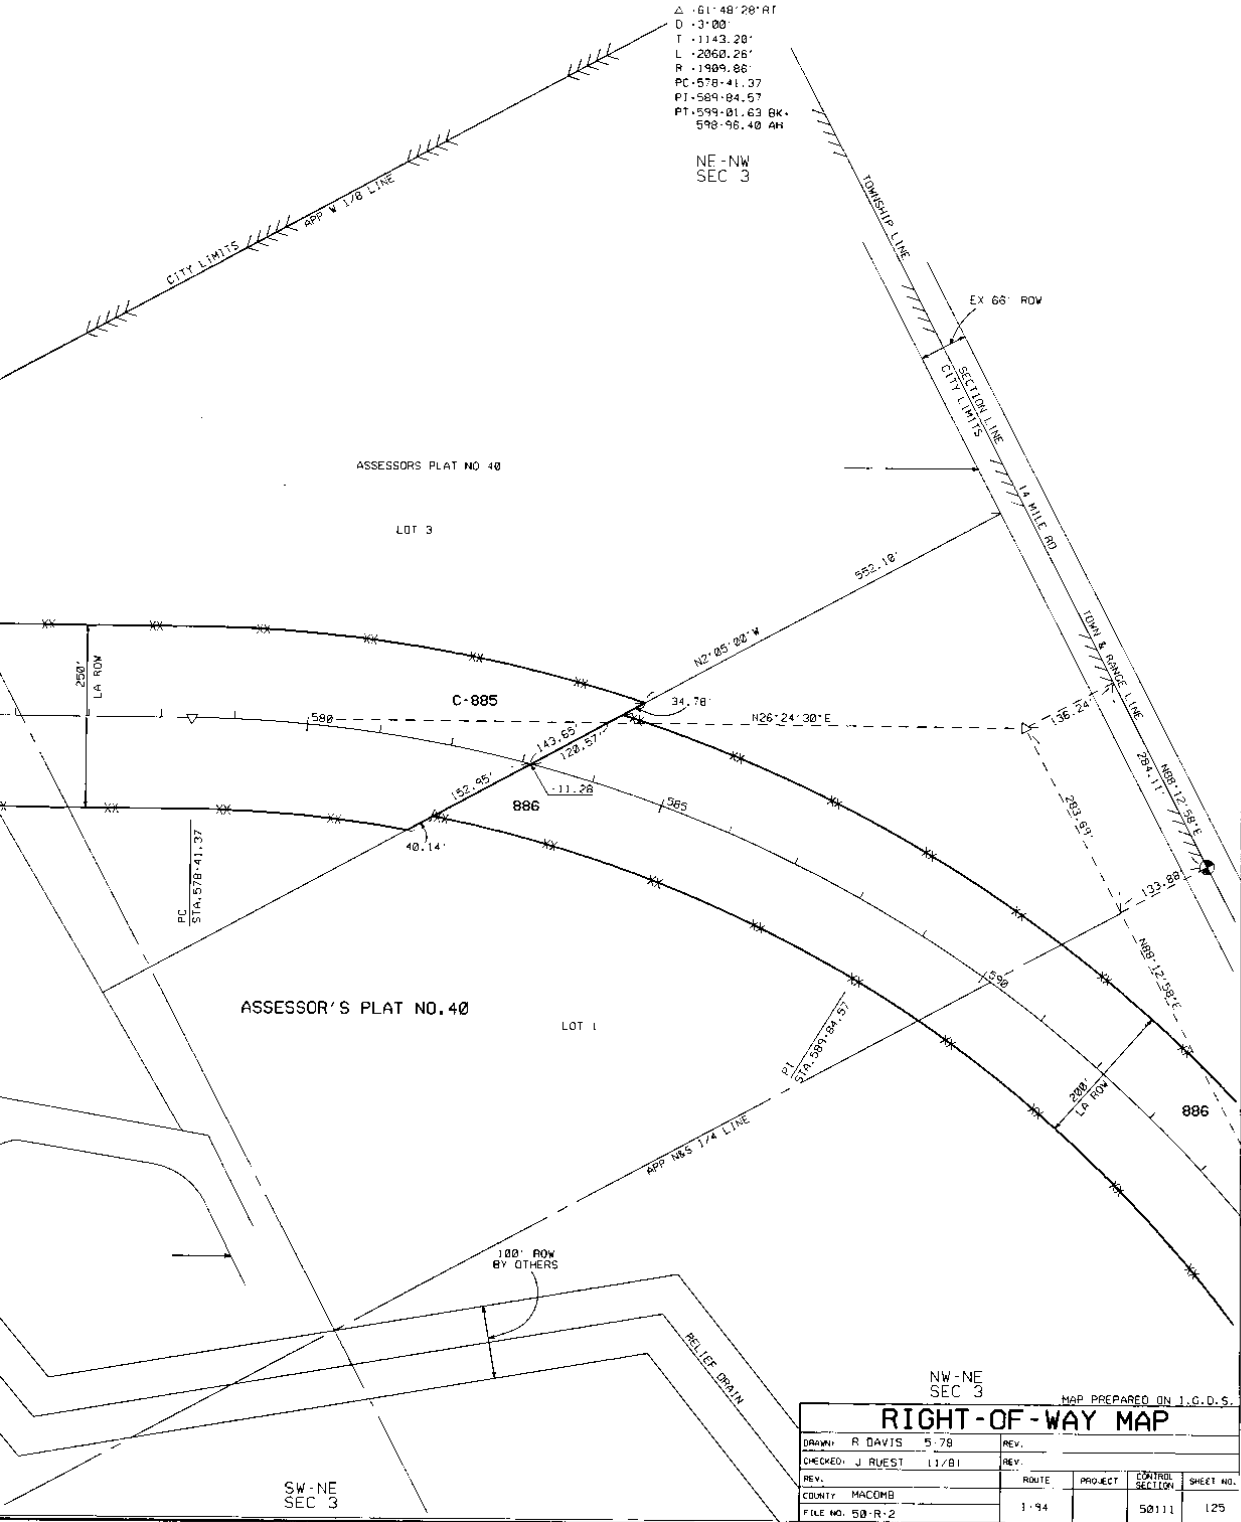 △ ·61·48'28"RT
D ·3°00'
T ·1143.20'
L ·2060.26'
R ·1909.86'
PC·578·41.37
PI·589·84.57
PT·599·01.63 BK·
598·96.40 AH
NE-NW
SEC 3
APP W 1/8 LINE
CITY LIMITS
TOWNSHIP LINE
EX 66' ROW
SECTION LINE
CITY LIMITS
ASSESSORS PLAT NO 40
LOT 3
14 MILE RD
552.18'
TOWN & RANGE LINE
N2°05'00"W
250'
LA ROW
C-885
34.78'
136.24'
580
N26°24'30"E
143.65'
120.57'
284.11'
N88°12'58"E
152.95'
·11.28
886
585
283.69'
40.14'
PC
STA.578·41.37
133.88'
N88°12'58"E
590
ASSESSOR'S PLAT NO.40
LOT 1
PI
STA.589·84.57
200'
LA ROW
886
APP N&S 1/4 LINE
100' ROW
BY OTHERS
RELIEF DRAIN
NW-NE
SEC 3
MAP PREPARED ON I.G.D.S.
RIGHT-OF-WAY MAP
DRAWN: R DAVIS 5-78 REV.
CHECKED: J RUEST 11/81 REV.
REV. ROUTE PROJECT CONTROL SECTION SHEET NO.
COUNTY MACOMB
FILE NO. 50-R-2 I-94 50111 125
SW-NE
SEC 3